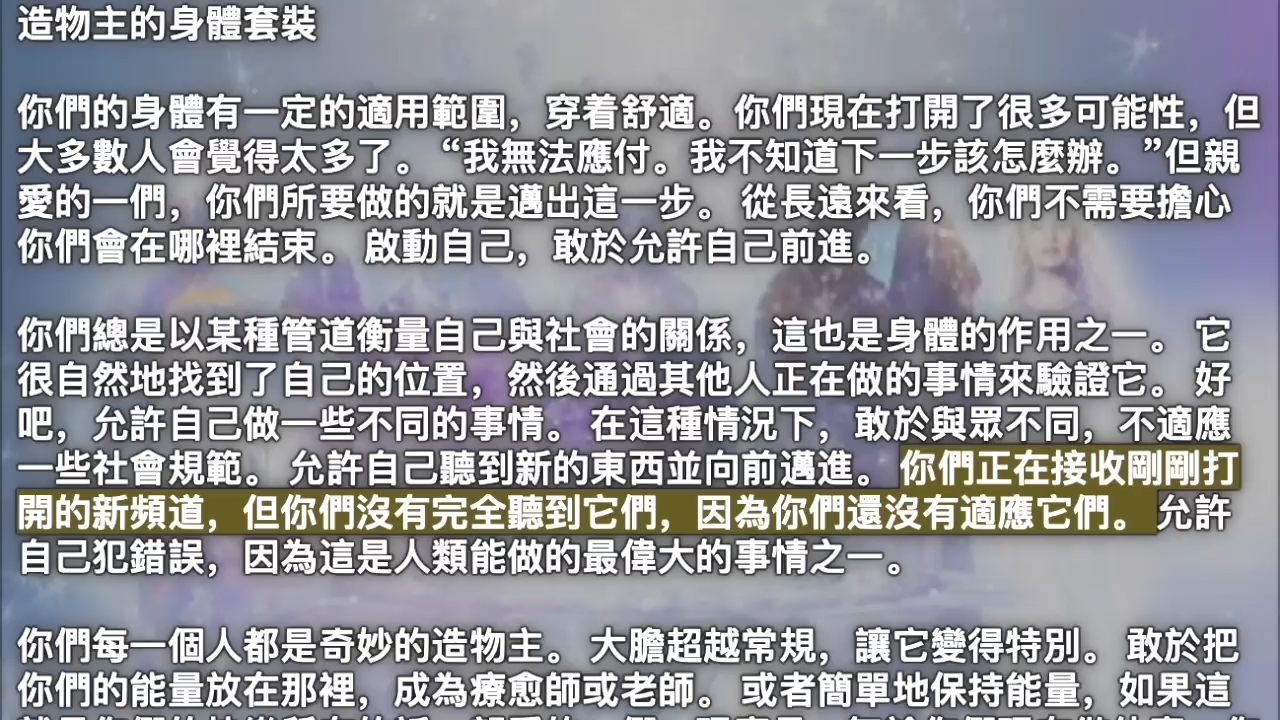 造物主的身體套裝
你們的身體有一定的適用範圍，穿着舒適。你們現在打開了很多可能性，但
大多數人會覺得太多了。“我無法應付。我不知道下一步該怎麼辦。”但親
愛的一們，你們所要做的就是邁出這一步。 從長遠來看，你們不需要擔心
你們會在哪裡結束。 啟動自己，敢於允許自己前進。
你們總是以某種管道衡量自己與社會的關係，這也是身體的作用之一。 它
很自然地找到了自己的位置，然後通過其他人正在做的事情來驗證它。 好
吧，允許自己做一些不同的事情。 在這種情況下，敢於與眾不同，不適應
一些社會規範。 允許自己聽到新的東西並向前邁進。 你們正在接收剛剛打
開的新頻道，但你們沒有完全聽到它們，因為你們還沒有適應它們。 允許
自己犯錯誤，因為這是人類能做的最偉大的事情之一。
你們每一個人都是奇妙的造物主。 大膽超越常規，讓它變得特別。 敢於把
你們的能量放在那裡，成為療愈師或老師。 或者簡單地保持能量，如果這